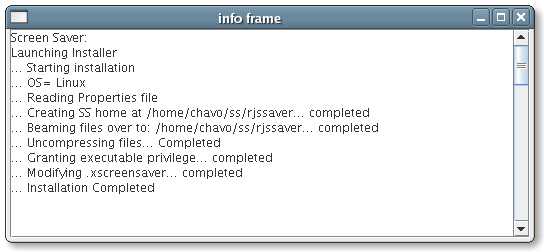 info frame
Screen Saver:
Launching Installer
... Starting installation
... OS= Linux
... Reading Properties file
... Creating SS home at /home/chavo/ss/rjssaver... completed
... Beaming files over to: /home/chavo/ss/rjssaver... completed
... Uncompressing files... Completed
... Granting executable privilege... completed
... Modifying .xscreensaver... completed
... Installation Completed